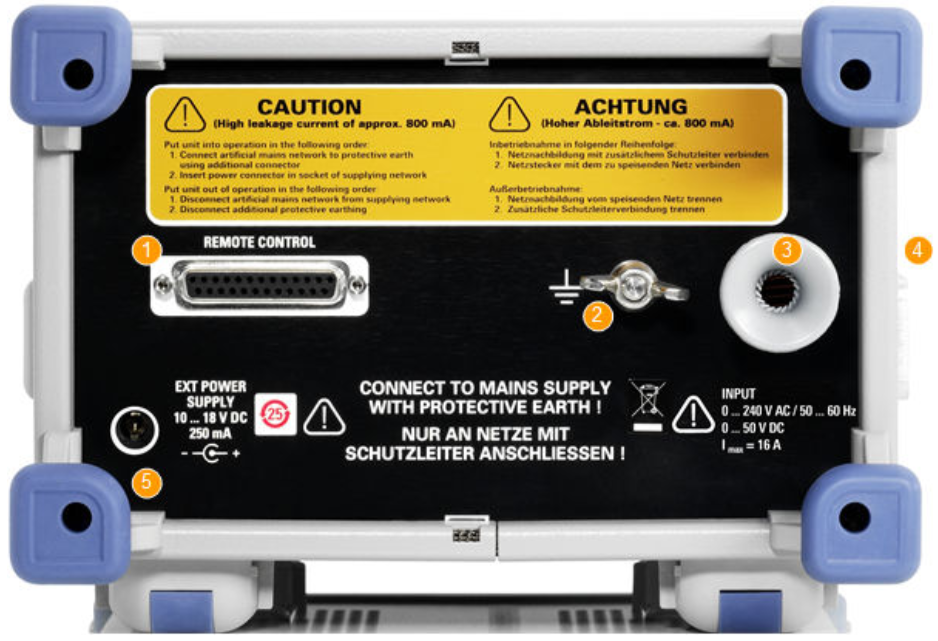 CAUTION
(High leakage current of approx. 800 mA)
Put unit into operation in the following order:
1. Connect artificial mains network to protective earth
using additional connector
2. Insert power connector in socket of supplying network
Put unit out of operation in the following order:
1. Disconnect artificial mains network from supplying network
2. Disconnect additional protective earthing
ACHTUNG
(Hoher Ableitstrom - ca. 800 mA)
Inbetriebnahme in folgender Reihenfolge:
1. Netznachbildung mit zusätzlichem Schutzleiter verbinden
2. Netzstecker mit dem zu speisenden Netz verbinden
Außerbetriebnahme:
1. Netznachbildung vom speisenden Netz trennen
2. Zusätzliche Schutzleiterverbindung trennen
1
REMOTE CONTROL
2
3
4
EXT POWER
SUPPLY
10 ... 18 V DC
250 mA
- +
25
CONNECT TO MAINS SUPPLY
WITH PROTECTIVE EARTH !
NUR AN NETZE MIT
SCHUTZLEITER ANSCHLIESSEN !
INPUT
0 ... 240 V AC / 50 ... 60 Hz
0 ... 50 V DC
I max = 16 A
5